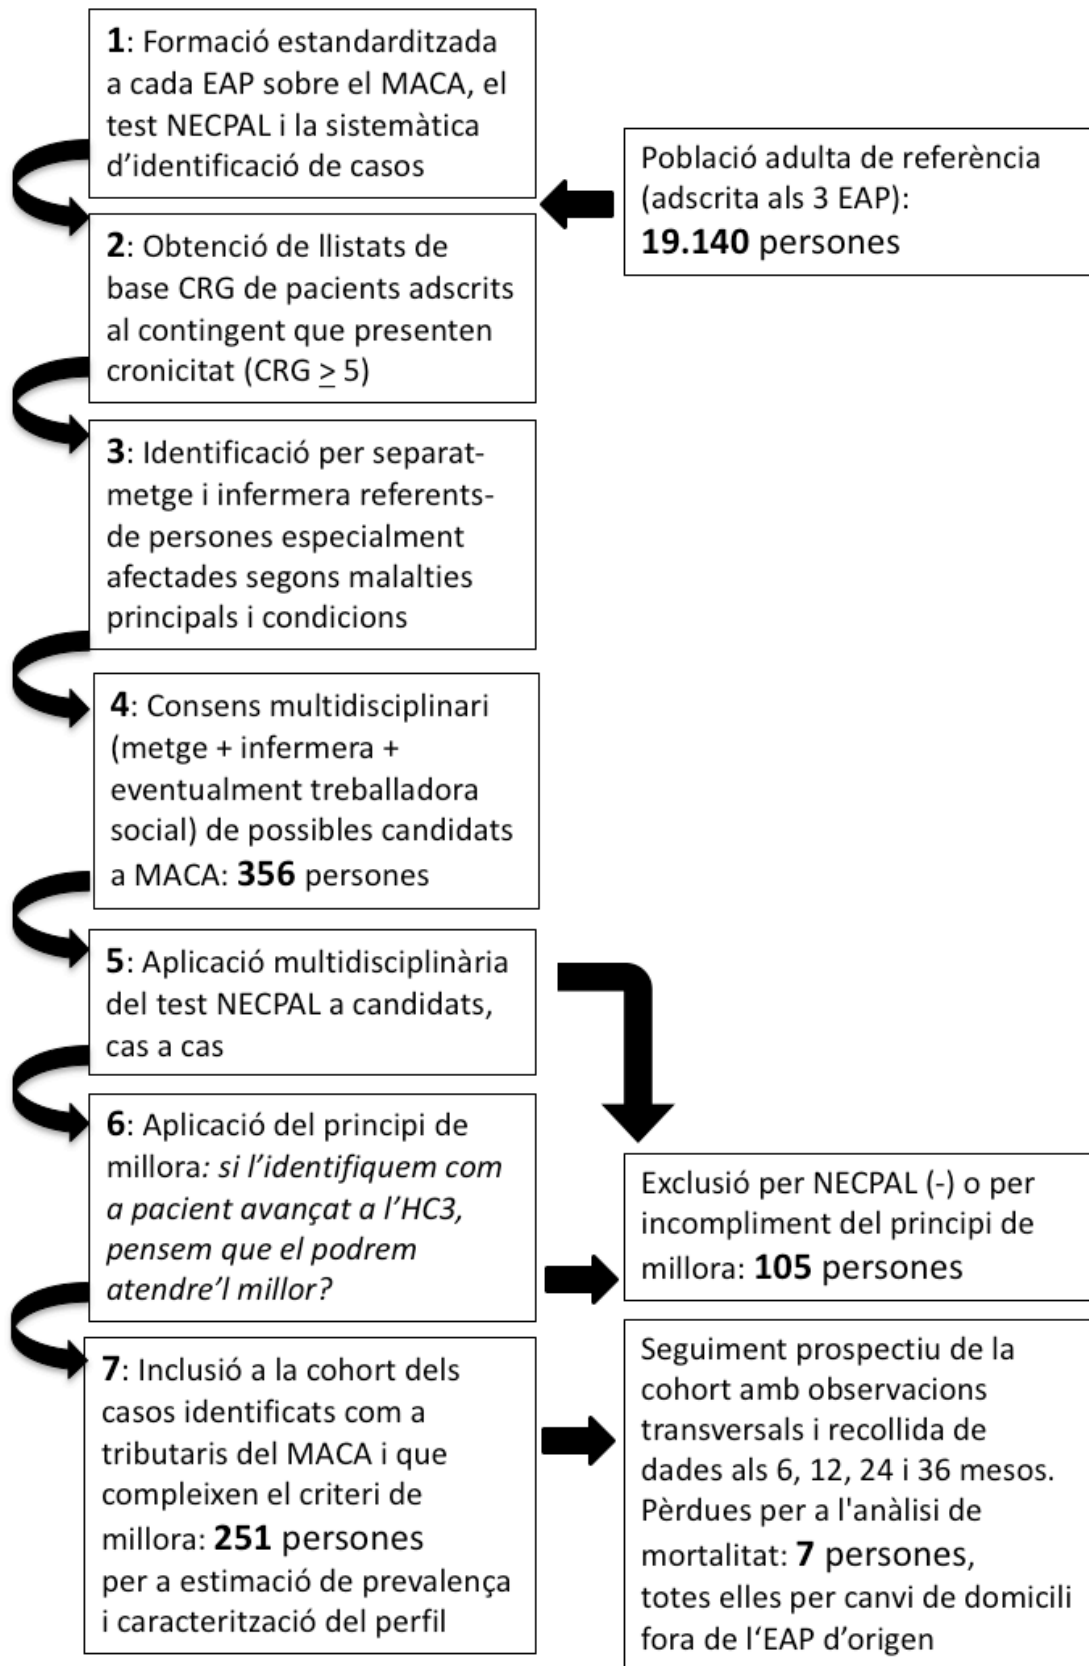 1: Formació estandarditzada
a cada EAP sobre el MACA, el
test NECPAL i la sistemàtica
d’identificació de casos
Població adulta de referència
(adscrita als 3 EAP):
19.140 persones
2: Obtenció de llistats de
base CRG de pacients adscrits
al contingent que presenten
cronicitat (CRG ≥ 5)
3: Identificació per separat-
metge i infermera referents-
de persones especialment
afectades segons malalties
principals i condicions
4: Consens multidisciplinari
(metge + infermera +
eventualment treballadora
social) de possibles candidats
a MACA: 356 persones
5: Aplicació multidisciplinària
del test NECPAL a candidats,
cas a cas
6: Aplicació del principi de
millora: si l’identifiquem com
a pacient avançat a l’HC3,
pensem que el podrem
atendre’l millor?
Exclusió per NECPAL (-) o per
incompliment del principi de
millora: 105 persones
7: Inclusió a la cohort dels
casos identificats com a
tributaris del MACA i que
compleixen el criteri de
millora: 251 persones
per a estimació de prevalença
i caracterització del perfil
Seguiment prospectiu de la
cohort amb observacions
transversals i recollida de
dades als 6, 12, 24 i 36 mesos.
Pèrdues per a l'anàlisi de
mortalitat: 7 persones,
totes elles per canvi de domicili
fora de l‘EAP d’origen